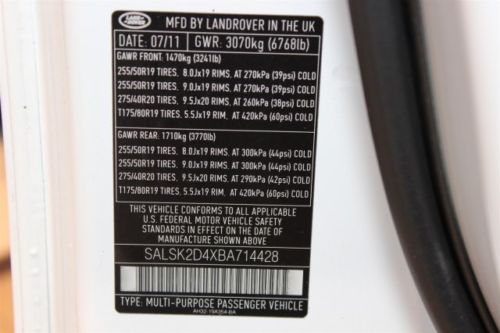 LAND ROVER
MFD BY LANDROVER IN THE UK
DATE: 07/11 GWR: 3070kg (6768lb)
GAWR FRONT: 1470kg (3241lb)
255/50R19 TIRES, 8.0Jx19 RIMS, AT 270kPa (39psi) COLD
255/50R19 TIRES, 9.0Jx19 RIMS, AT 270kPa (39psi) COLD
275/40R20 TIRES, 9.5Jx20 RIMS, AT 260kPa (38psi) COLD
T175/80R19 TIRES, 5.5Jx19 RIM, AT 420kPa (60psi) COLD
GAWR REAR: 1710kg (3770lb)
255/50R19 TIRES, 8.0Jx19 RIMS, AT 300kPa (44psi) COLD
255/50R19 TIRES, 9.0Jx19 RIMS, AT 300kPa (44psi) COLD
275/40R20 TIRES, 9.5Jx20 RIMS, AT 290kPa (42psi) COLD
T175/80R19 TIRES, 5.5Jx19 RIM, AT 420kPa (60psi) COLD
THIS VEHICLE CONFORMS TO ALL APPLICABLE
U.S. FEDERAL MOTOR VEHICLE SAFETY
STANDARDS IN EFFECT ON THE DATE OF
MANUFACTURE SHOWN ABOVE.
SALSK2D4XBA714428
TYPE: MULTI-PURPOSE PASSENGER VEHICLE
AH32-19A354-BA